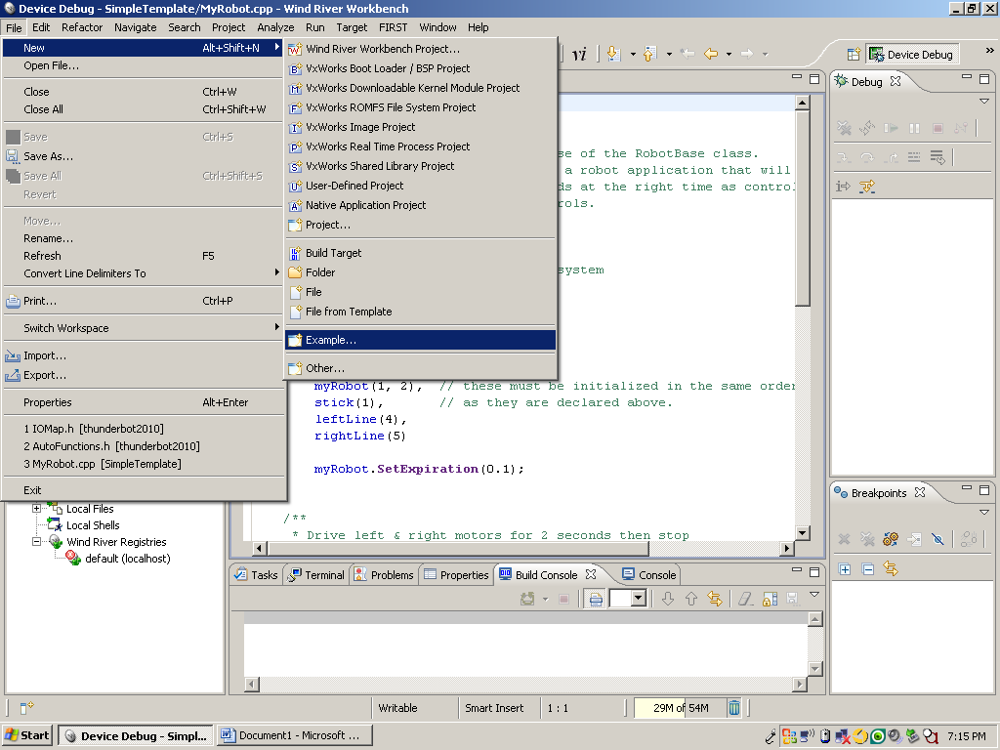 Device Debug - SimpleTemplate/MyRobot.cpp - Wind River Workbench
File Edit Refactor Navigate Search Project Analyze Run Target FIRST Window Help
New Alt+Shift+N
Open File...
Close Ctrl+W
Close All Ctrl+Shift+W
Save Ctrl+S
Save As...
Save All Ctrl+Shift+S
Revert
Move...
Rename...
Refresh F5
Convert Line Delimiters To
Print... Ctrl+P
Switch Workspace
Import...
Export...
Properties Alt+Enter
1 IOMap.h [thunderbot2010]
2 AutoFunctions.h [thunderbot2010]
3 MyRobot.cpp [SimpleTemplate]
Exit
Wind River Workbench Project...
VxWorks Boot Loader / BSP Project
VxWorks Downloadable Kernel Module Project
VxWorks ROMFS File System Project
VxWorks Image Project
VxWorks Real Time Process Project
VxWorks Shared Library Project
User-Defined Project
Native Application Project
Project...
Build Target
Folder
File
File from Template
Example...
Other...
vi
Device Debug
se of the RobotBase class.
a robot application that will
ds at the right time as control
rols.
system
myRobot(1, 2), // these must be initialized in the same order
stick(1), // as they are declared above.
leftLine(4),
rightLine(5)
myRobot.SetExpiration(0.1);
/**
* Drive left & right motors for 2 seconds then stop
Debug
Breakpoints
Local Files
Local Shells
Wind River Registries
default (localhost)
Tasks Terminal Problems Properties Build Console Console
Writable Smart Insert 1 : 1 29M of 54M
Start Device Debug - Simpl... Document1 - Microsoft ... 7:15 PM